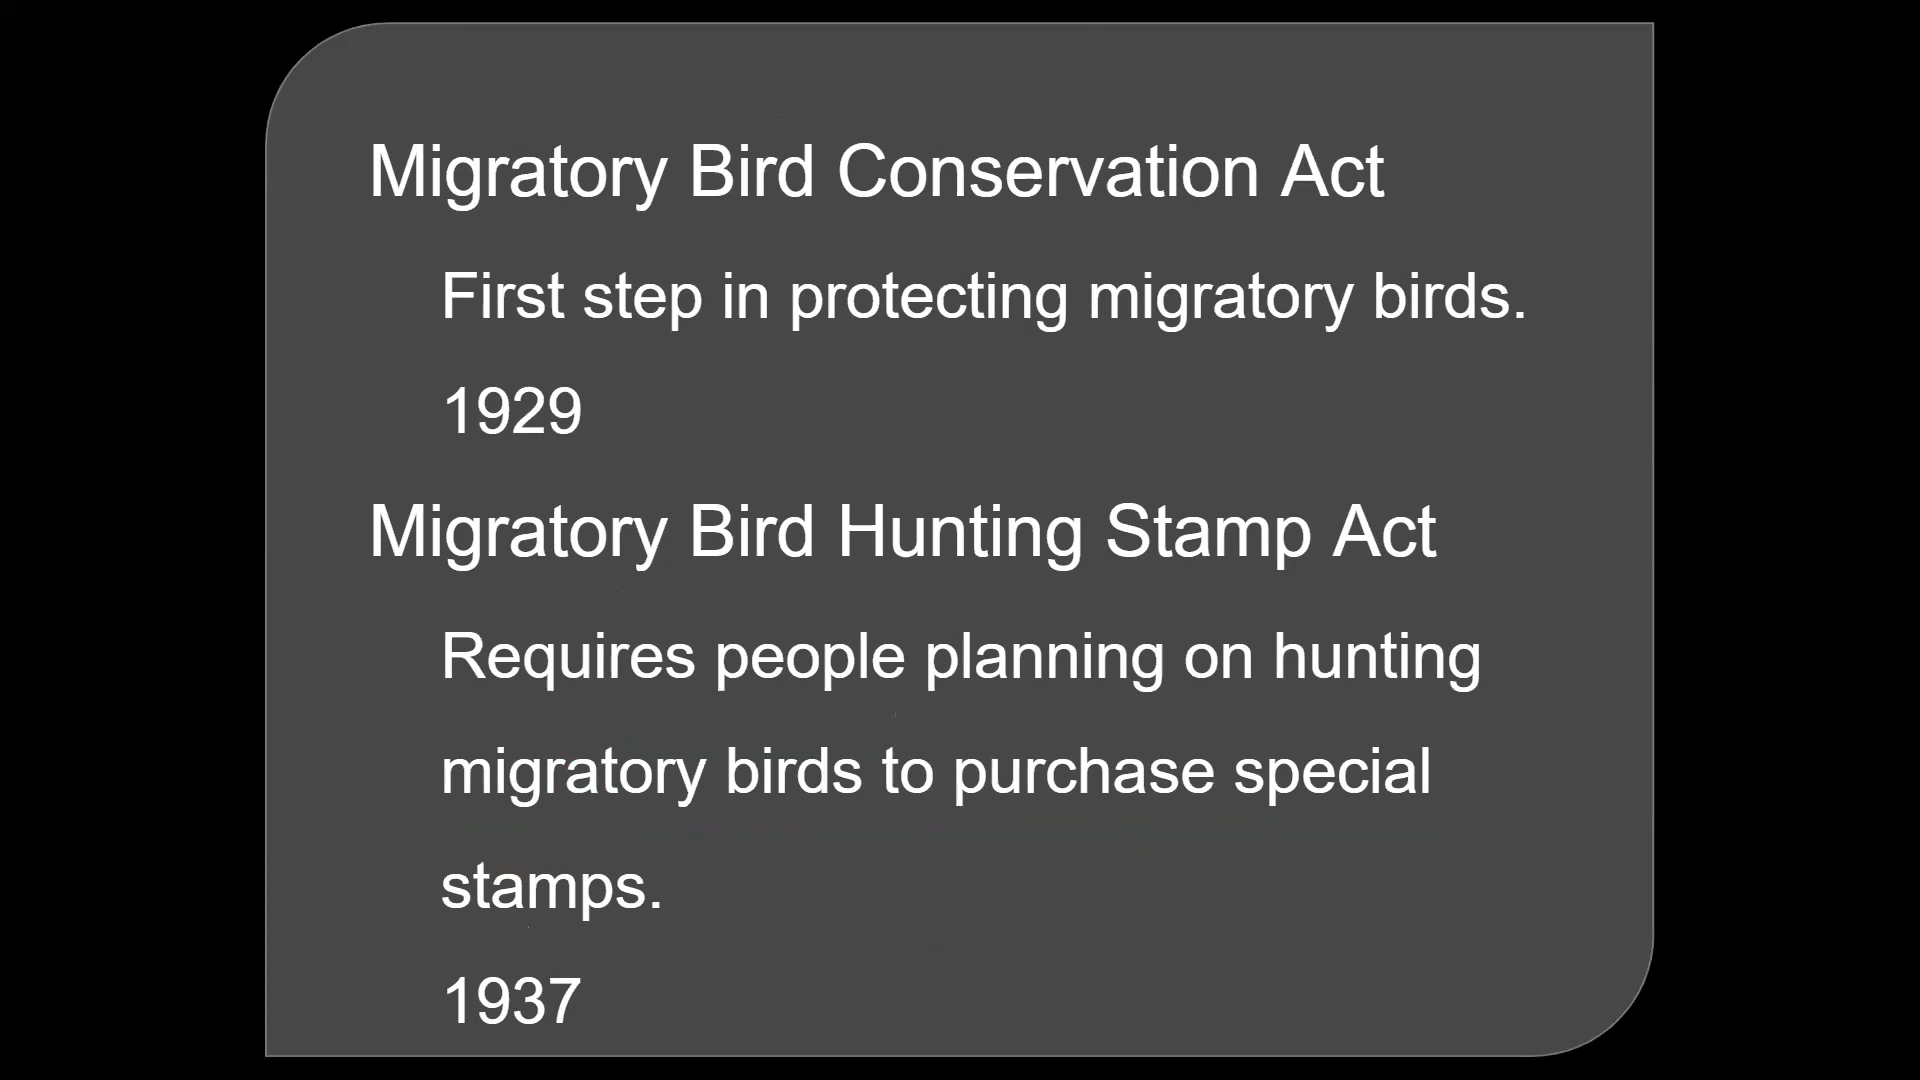 Migratory Bird Conservation Act
First step in protecting migratory birds.
1929
Migratory Bird Hunting Stamp Act
Requires people planning on hunting
migratory birds to purchase special
stamps.
1937